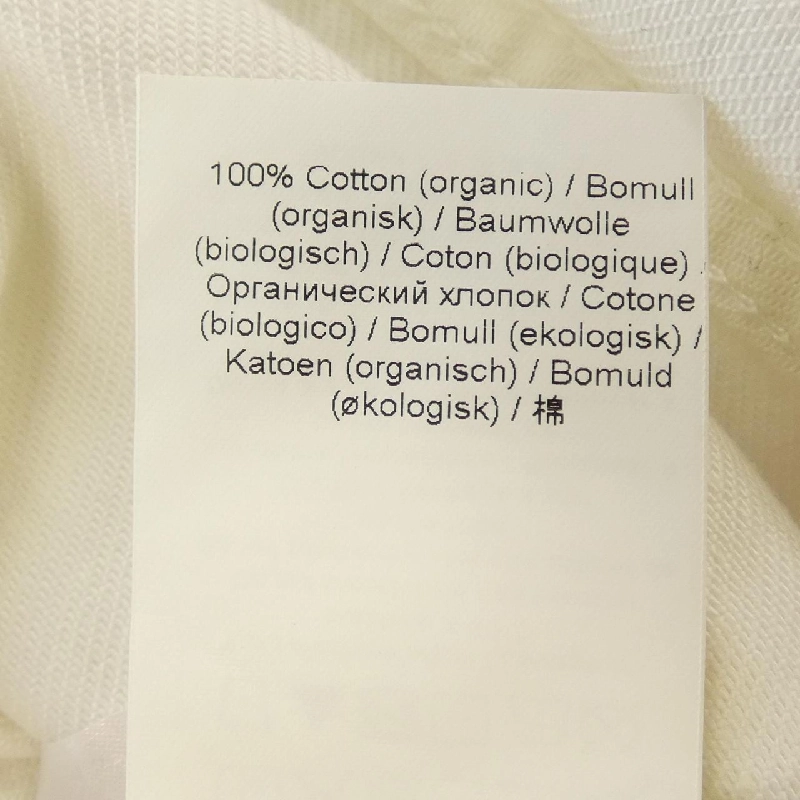 100% Cotton (organic) / Bomull
(organisk) / Baumwolle
(biologisch) / Coton (biologique) /
Органический хлопок / Cotone
(biologico) / Bomull (ekologisk) /
Katoen (organisch) / Bomuld
(økologisk) / 棉